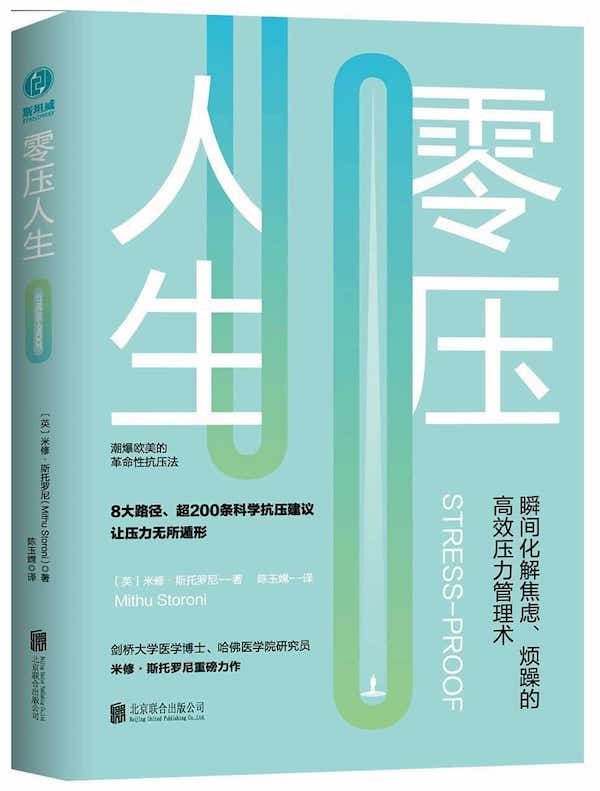 斯坦威
STANDWAY
零压人生
[英]米修·斯托罗尼(Mithu Storoni)著
陈玉嫘 译
北京联合出版公司
零压
人生
瞬间化解焦虑、烦躁的
高效压力管理术
STRESS-PROOF
潮爆欧美的
革命性抗压法
8大路径、超200条科学抗压建议
让压力无所遁形
[英]米修·斯托罗尼——著 陈玉嫘——译
Mithu Storoni
剑桥大学医学博士、哈佛医学院研究员
米修·斯托罗尼重磅力作
北京联合出版公司
Beijing United Publishing Co.,Ltd.